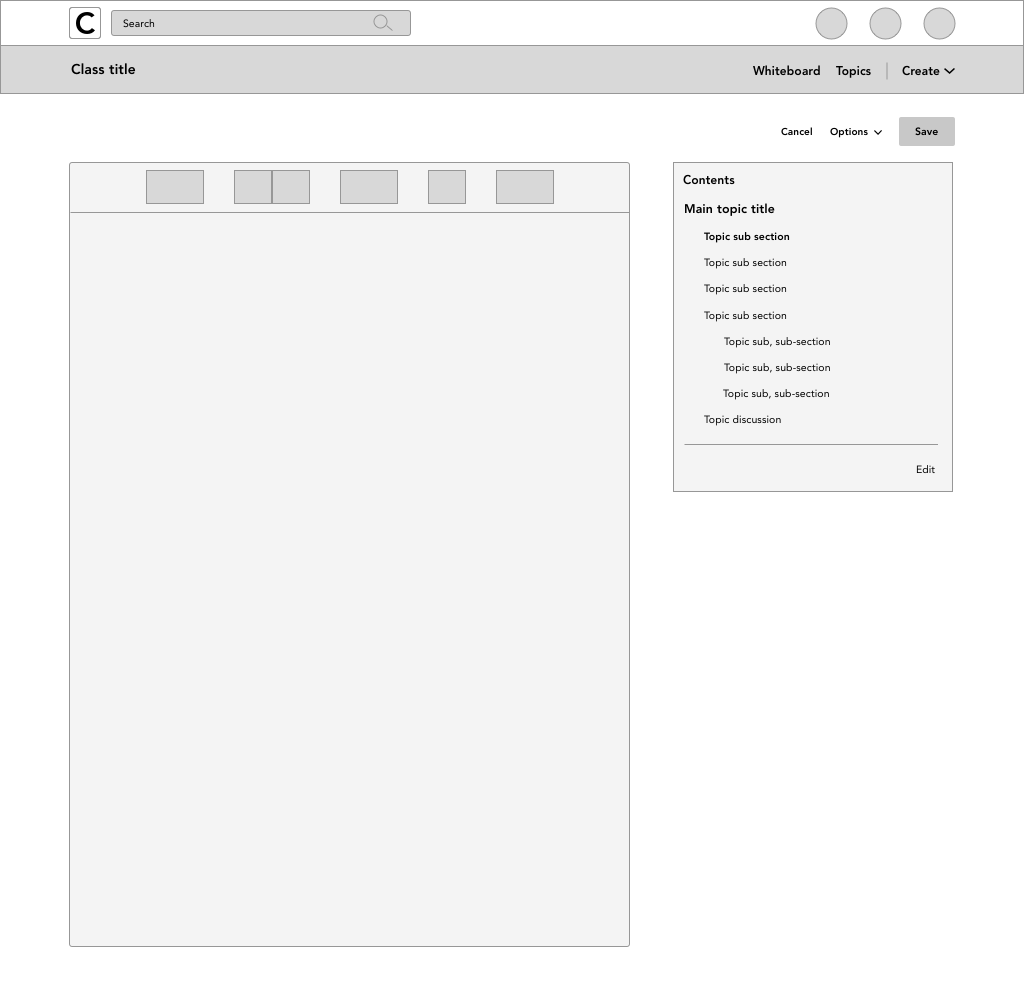 C
Search
Class title
Whiteboard
Topics
Create
Cancel
Options
Save
Contents
Main topic title
Topic sub section
Topic sub section
Topic sub section
Topic sub section
Topic sub, sub-section
Topic sub, sub-section
Topic sub, sub-section
Topic discussion
Edit